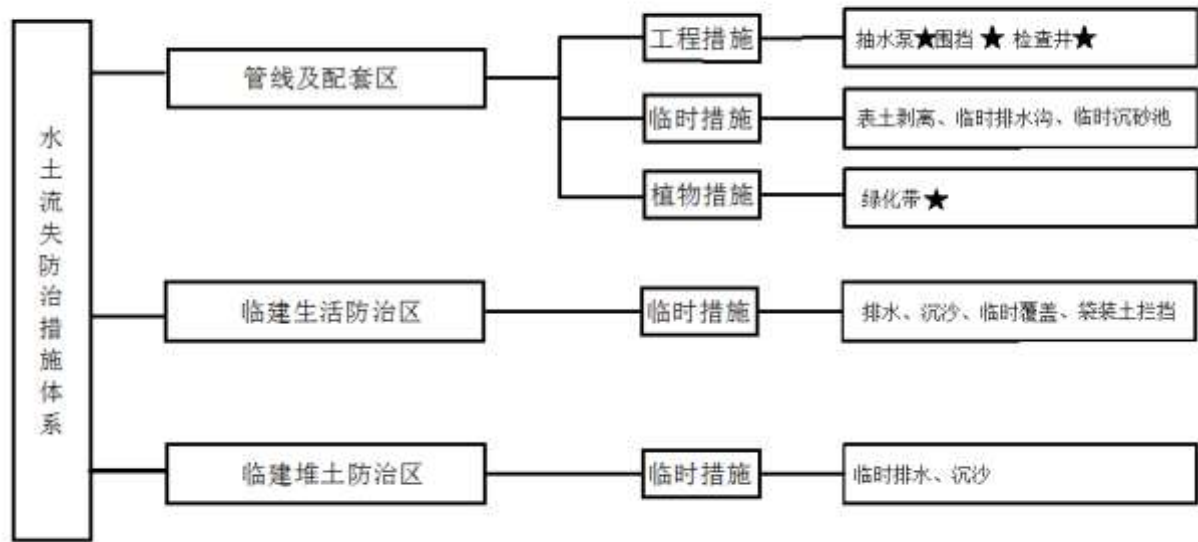 水土流失防治措施体系
管线及配套区
工程措施
抽水泵★围挡 ★ 检查井★
临时措施
表土剥离、临时排水沟、临时沉砂池
植物措施
绿化带★
临建生活防治区
临时措施
排水、沉沙、临时覆盖、袋装土拦挡
临建堆土防治区
临时措施
临时排水、沉沙